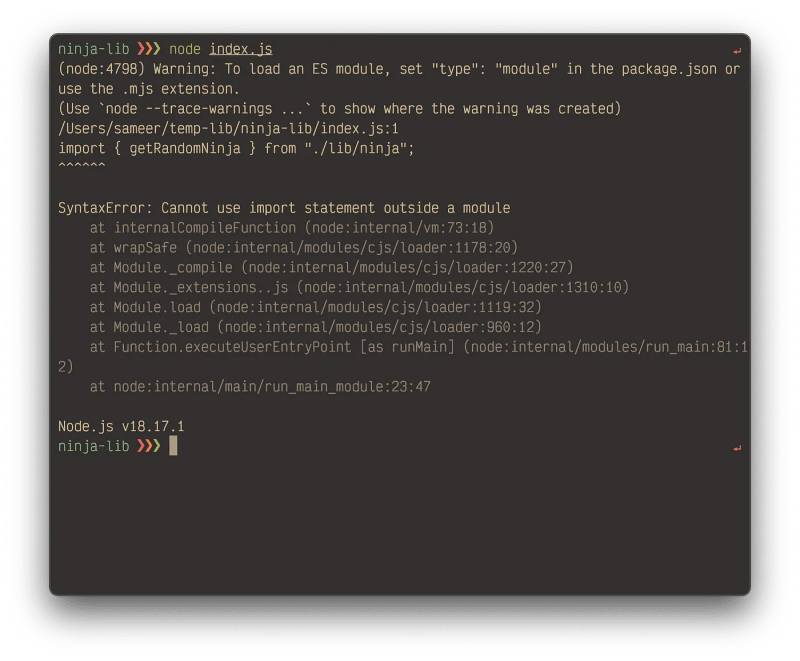 ninja-lib ❯❯❯ node index.js ↵
(node:4798) Warning: To load an ES module, set "type": "module" in the package.json or
use the .mjs extension.
(Use `node --trace-warnings ...` to show where the warning was created)
/Users/sameer/temp-lib/ninja-lib/index.js:1
import { getRandomNinja } from "./lib/ninja";
^^^^^^
SyntaxError: Cannot use import statement outside a module
    at internalCompileFunction (node:internal/vm:73:18)
    at wrapSafe (node:internal/modules/cjs/loader:1178:20)
    at Module._compile (node:internal/modules/cjs/loader:1220:27)
    at Module._extensions..js (node:internal/modules/cjs/loader:1310:10)
    at Module.load (node:internal/modules/cjs/loader:1119:32)
    at Module._load (node:internal/modules/cjs/loader:960:12)
    at Function.executeUserEntryPoint [as runMain] (node:internal/modules/run_main:81:1
2)
    at node:internal/main/run_main_module:23:47
Node.js v18.17.1
ninja-lib ❯❯❯ ↵